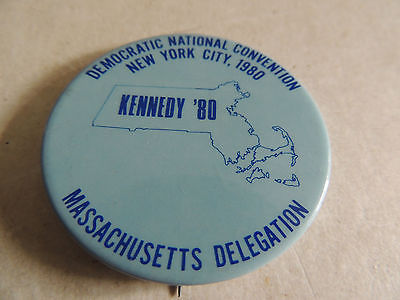 DEMOCRATIC NATIONAL CONVENTION
NEW YORK CITY, 1980
KENNEDY '80
MASSACHUSETTS DELEGATION